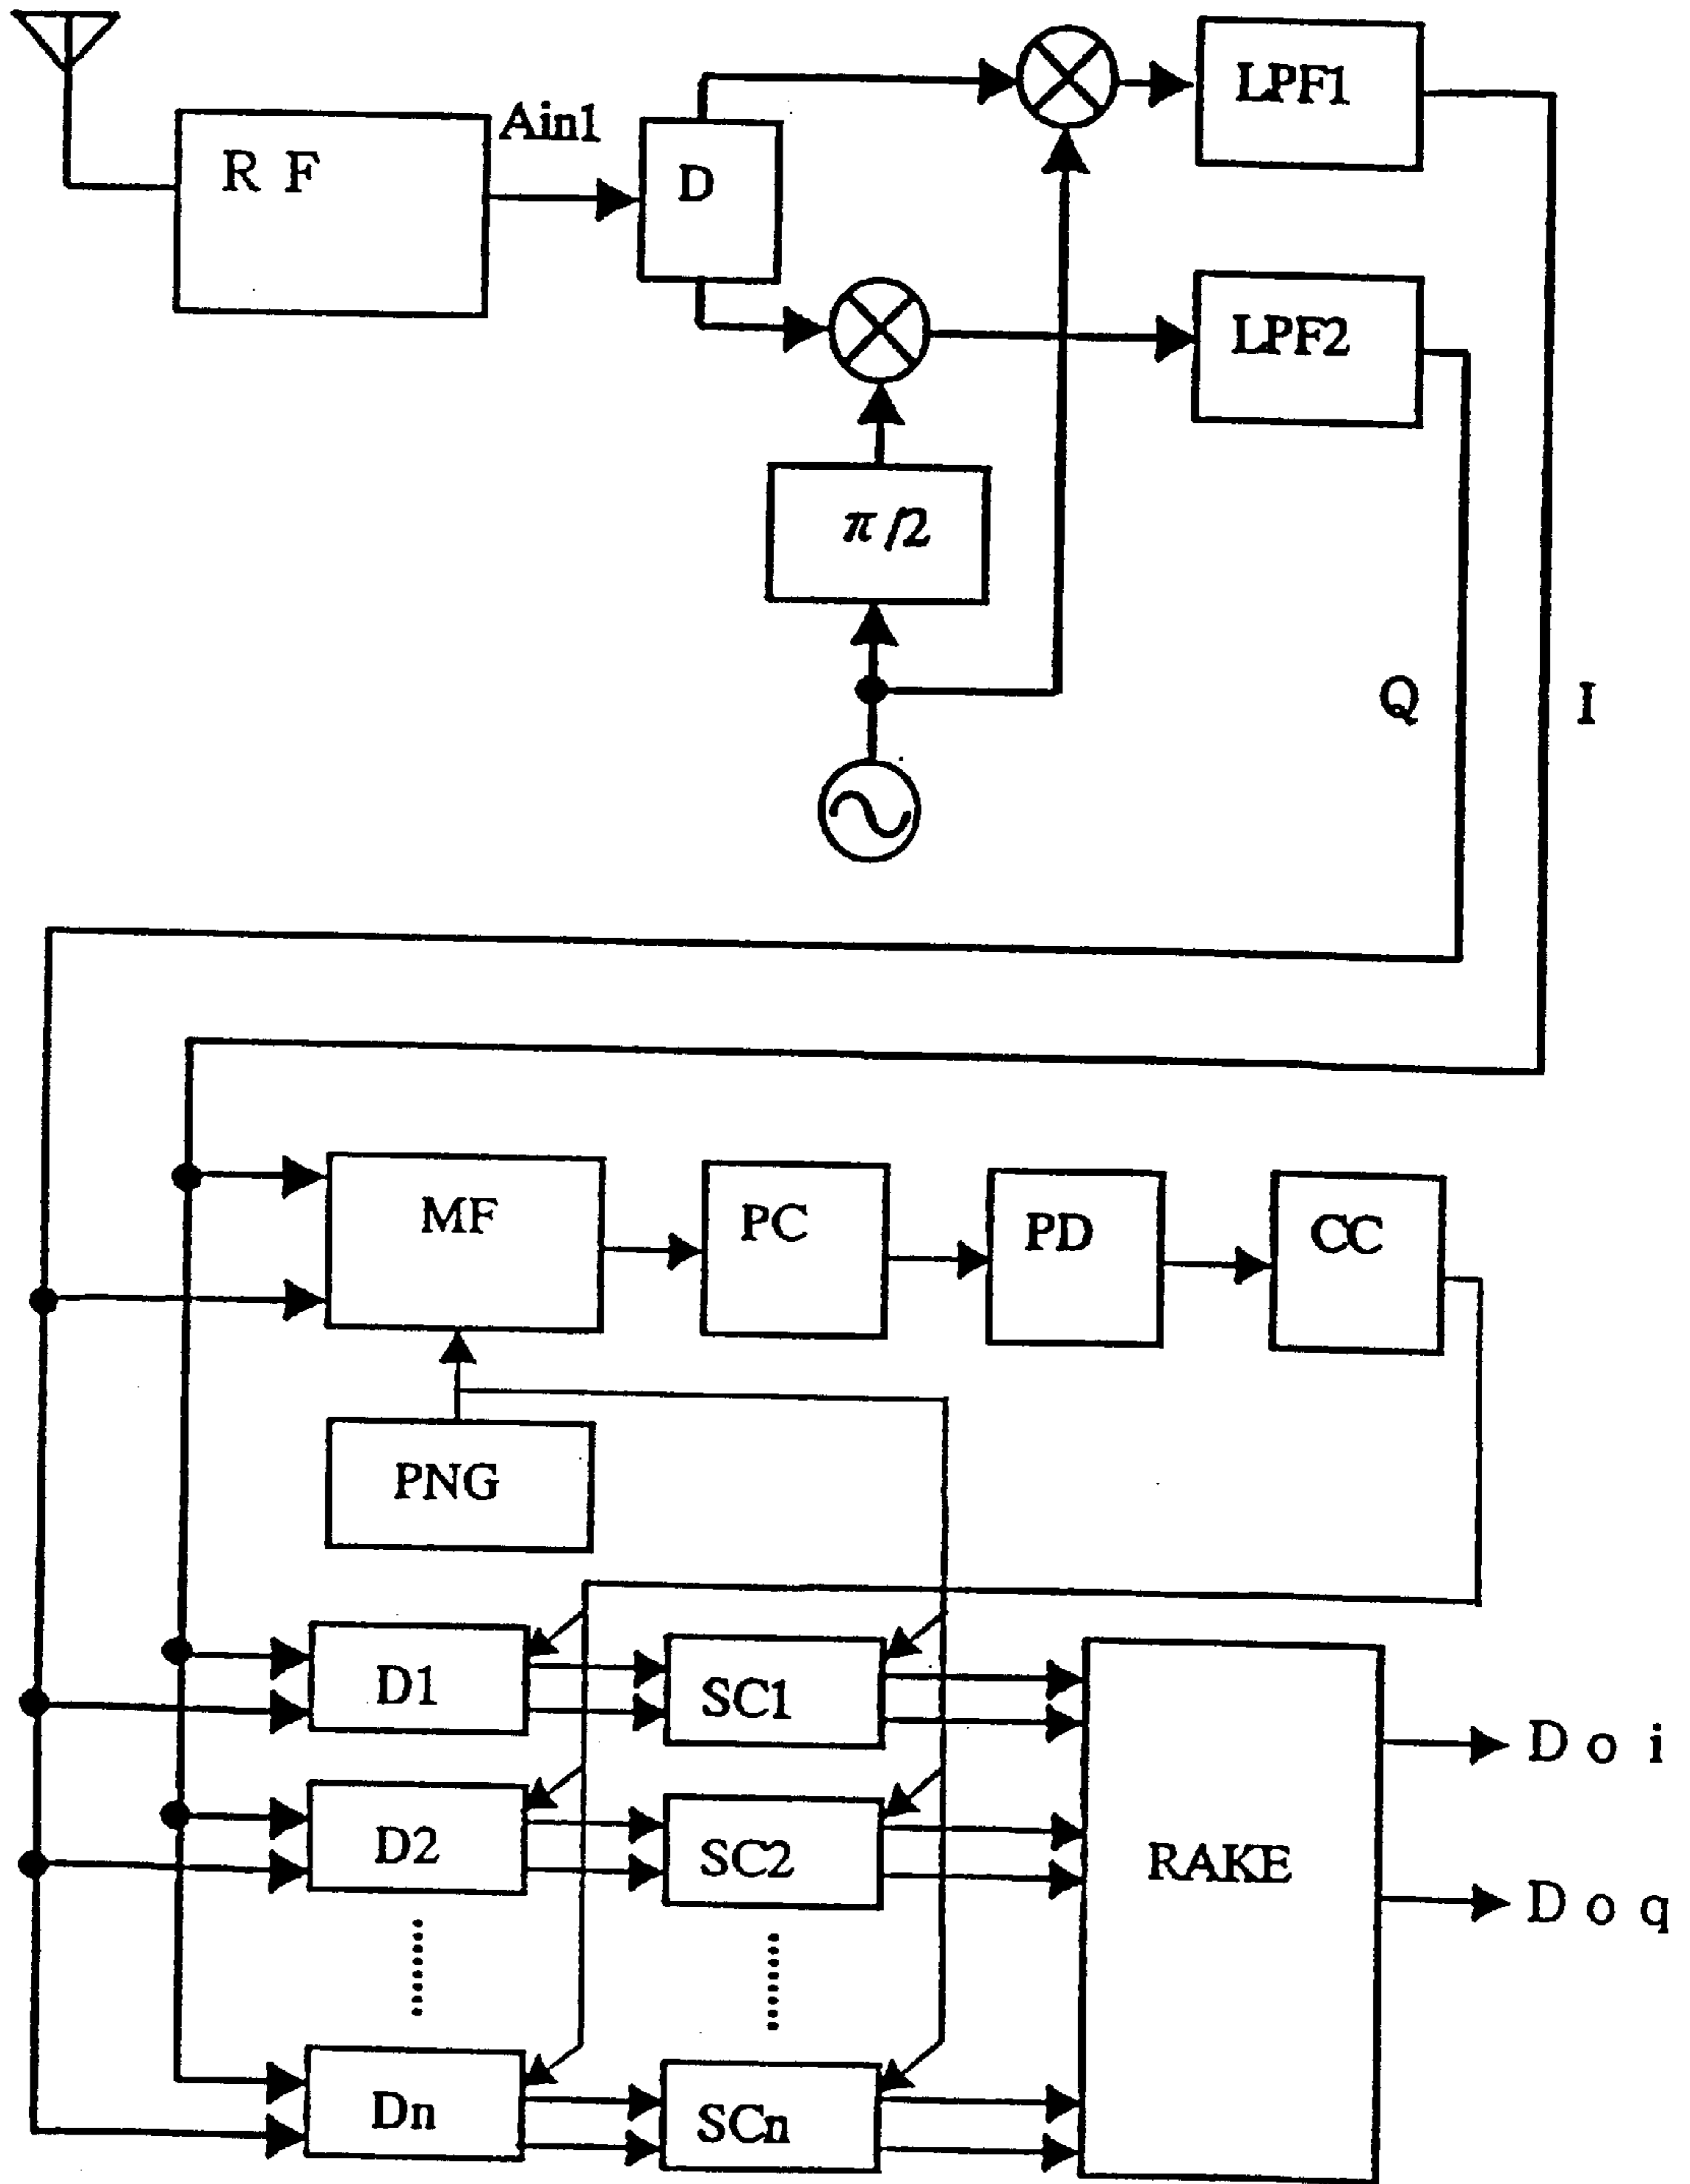 Ain1
R F
D
LPF1
LPF2
π/2
Q
I
MF
PC
PD
CC
PNG
D1
SC1
D o i
D2
SC2
RAKE
D o q
Dn
SCn